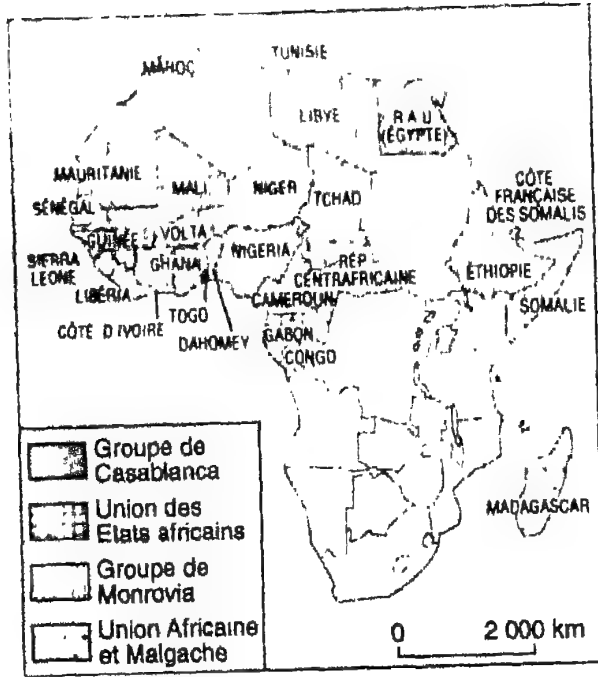 TUNISIE
MAROC
LIBYE
R A U
(ÉGYPTE)
MAURITANIE
MALI
NIGER
TCHAD
CÔTE
FRANÇAISE
DES SOMALIS
SÉNÉGAL
GUINÉE
VOLTA
NIGERIA
SIERRA
LEONE
GHANA
RÉP
CENTRAFRICAINE
ÉTHIOPIE
LIBÉRIA
CAMEROUN
SOMALIE
CÔTE D'IVOIRE
TOGO
DAHOMEY
GABON
CONGO
MADAGASCAR
Groupe de
Casablanca
Union des
Etats africains
Groupe de
Monrovia
Union Africaine
et Malgache
0 2 000 km